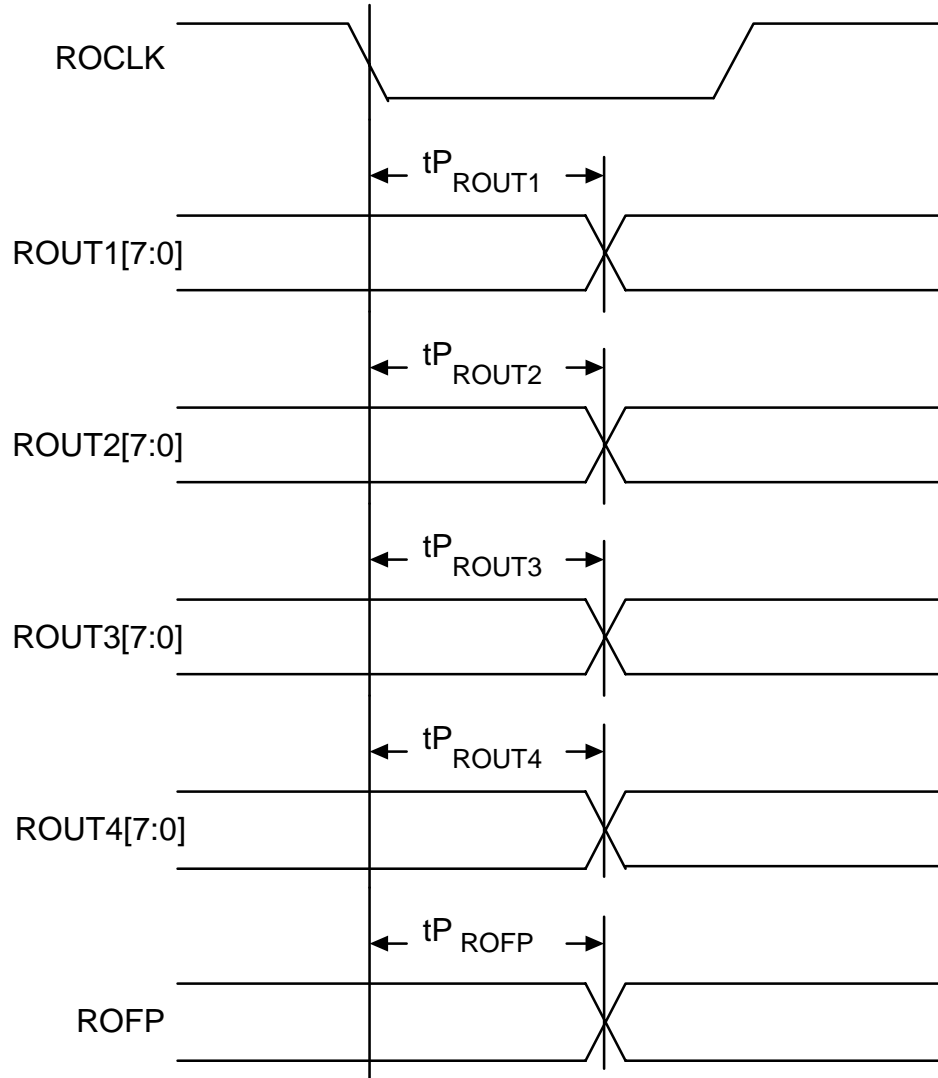 ROCLK
tP ROUT1
ROUT1[7:0]
tP ROUT2
ROUT2[7:0]
tP ROUT3
ROUT3[7:0]
tP ROUT4
ROUT4[7:0]
tP ROFP
ROFP